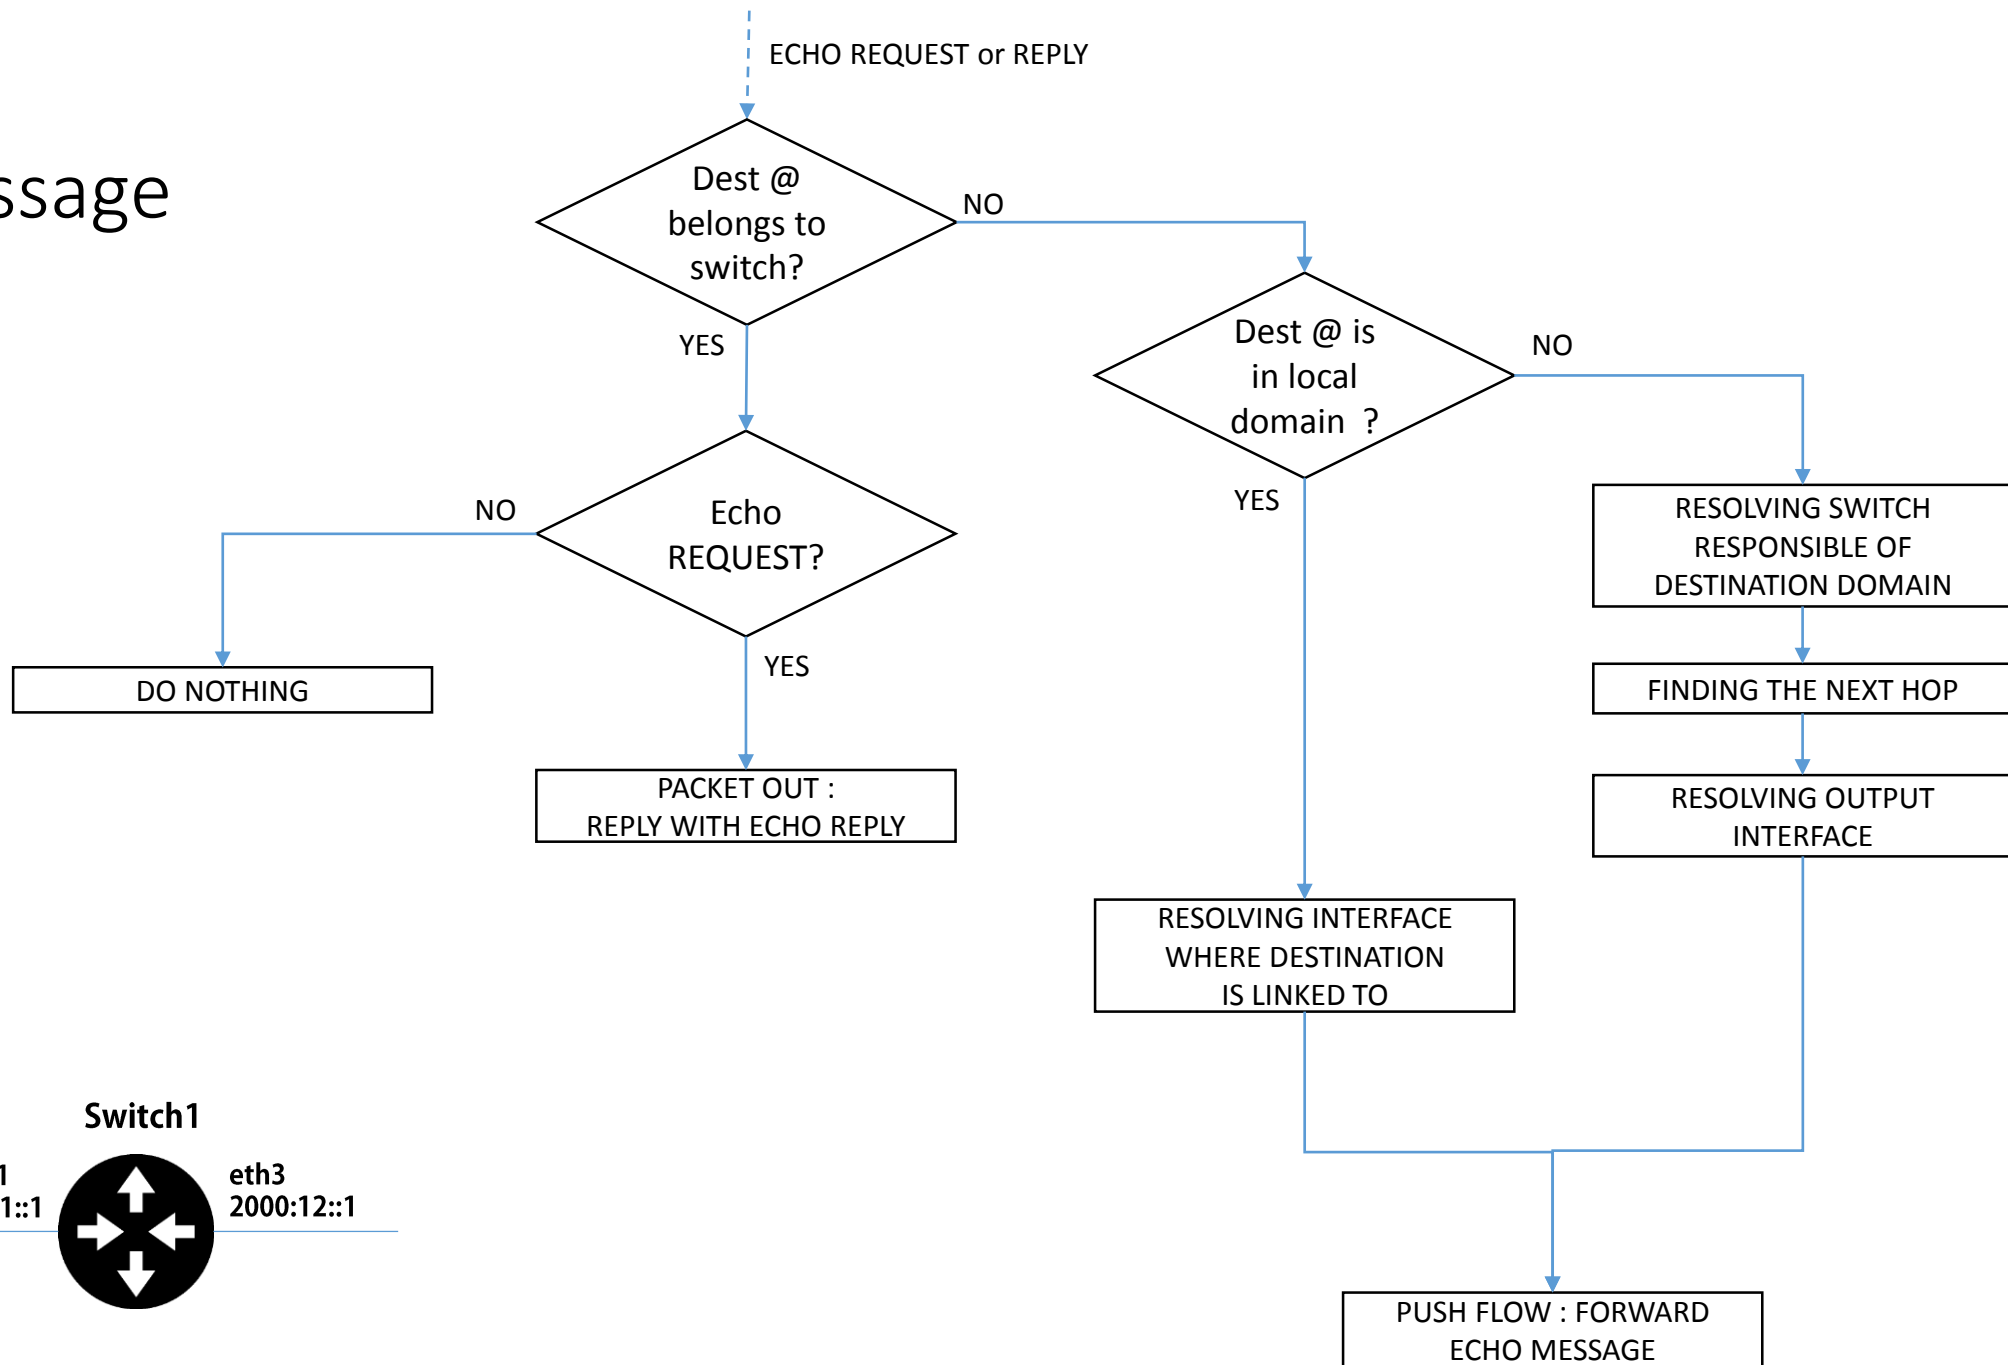 ECHO REQUEST or REPLY
ssage
Dest @
belongs to
switch?
NO
YES
Dest @ is
in local
domain  ?
NO
YES
Echo
REQUEST?
NO
YES
RESOLVING SWITCH
RESPONSIBLE OF
DESTINATION DOMAIN
DO NOTHING
FINDING THE NEXT HOP
PACKET OUT :
REPLY WITH ECHO REPLY
RESOLVING OUTPUT
INTERFACE
RESOLVING INTERFACE
WHERE DESTINATION
IS LINKED TO
Switch1
1
1::1
eth3
2000:12::1
PUSH FLOW : FORWARD
ECHO MESSAGE